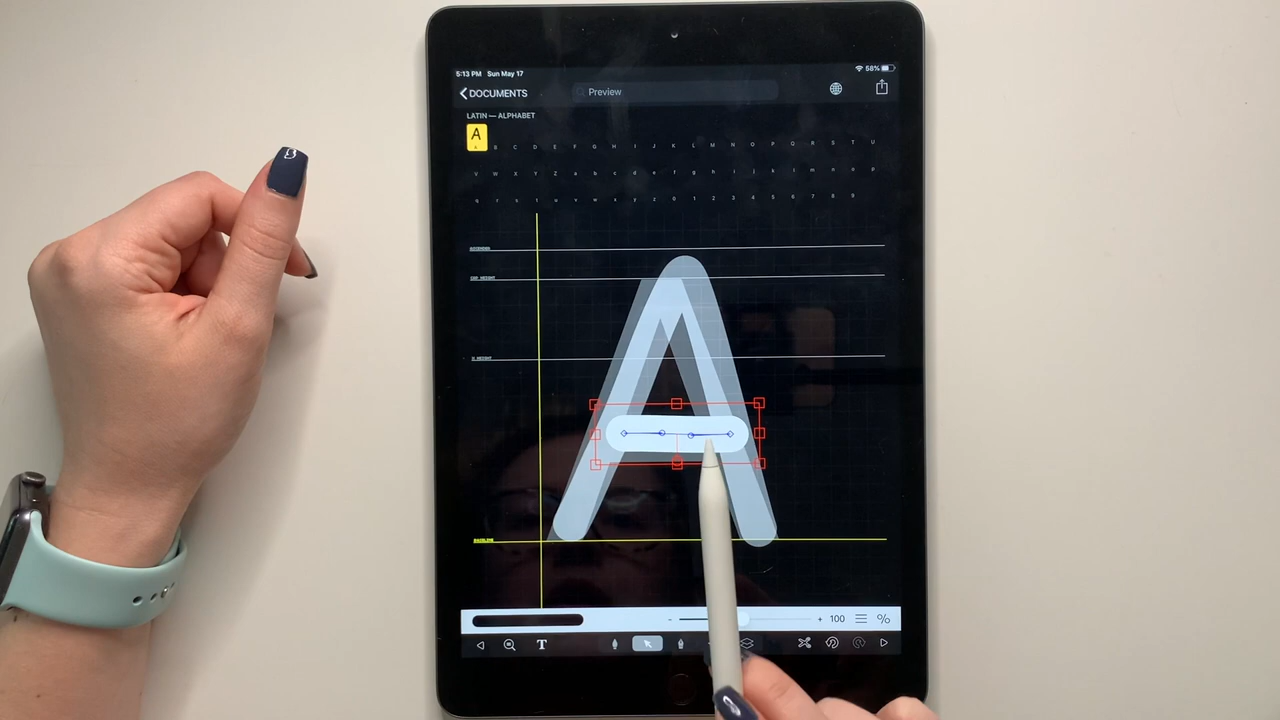 5:13 PM Sun May 17 58%
DOCUMENTS Preview
LATIN — ALPHABET
A
A B C D E F G H I J K L M N O P Q R S T U
V W X Y Z a b c d e f g h i j k l m n o p
q r s t u v w x y z 0 1 2 3 4 5 6 7 8 9
CAP HEIGHT
X HEIGHT
A
BASELINE
- + 100 %
T